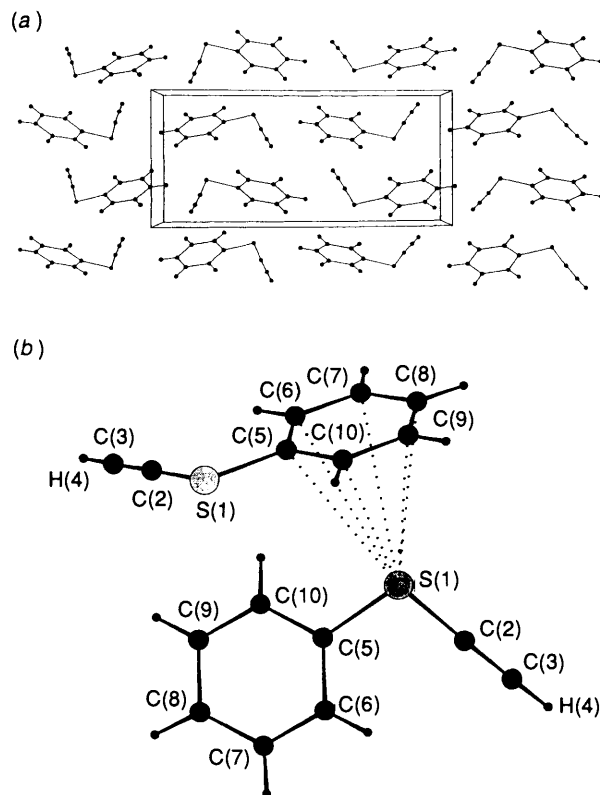 (a)
(b)
C(7)
C(8)
C(6)
C(9)
C(5)
C(10)
C(3)
H(4)
C(2)
S(1)
S(1)
C(10)
C(9)
C(2)
C(5)
C(3)
C(8)
C(6)
H(4)
C(7)